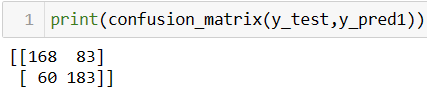 1 print(confusion_matrix(y_test,y_pred1))
[[168 83]
[ 60 183]]